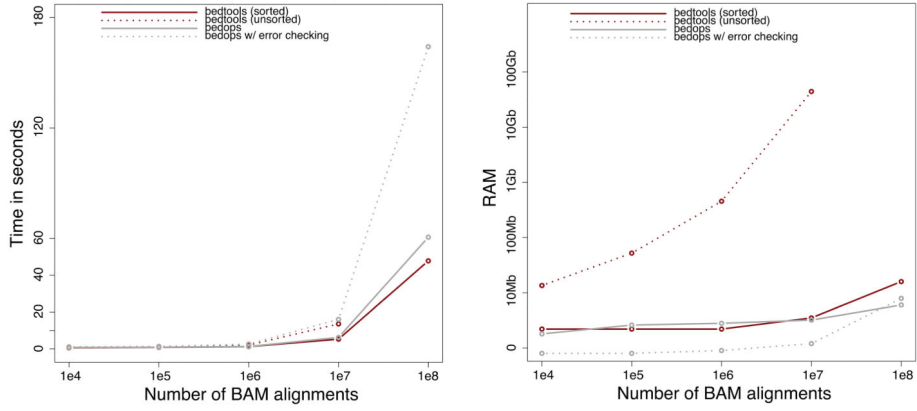 bedtools (sorted)
bedtools (unsorted)
bedops
bedops w/ error checking
180
120
60
40
20
0
Time in seconds
1e4 1e5 1e6 1e7 1e8
Number of BAM alignments
bedtools (sorted)
bedtools (unsorted)
bedops
bedops w/ error checking
100Gb
10Gb
1Gb
100Mb
10Mb
0
RAM
1e4 1e5 1e6 1e7 1e8
Number of BAM alignments